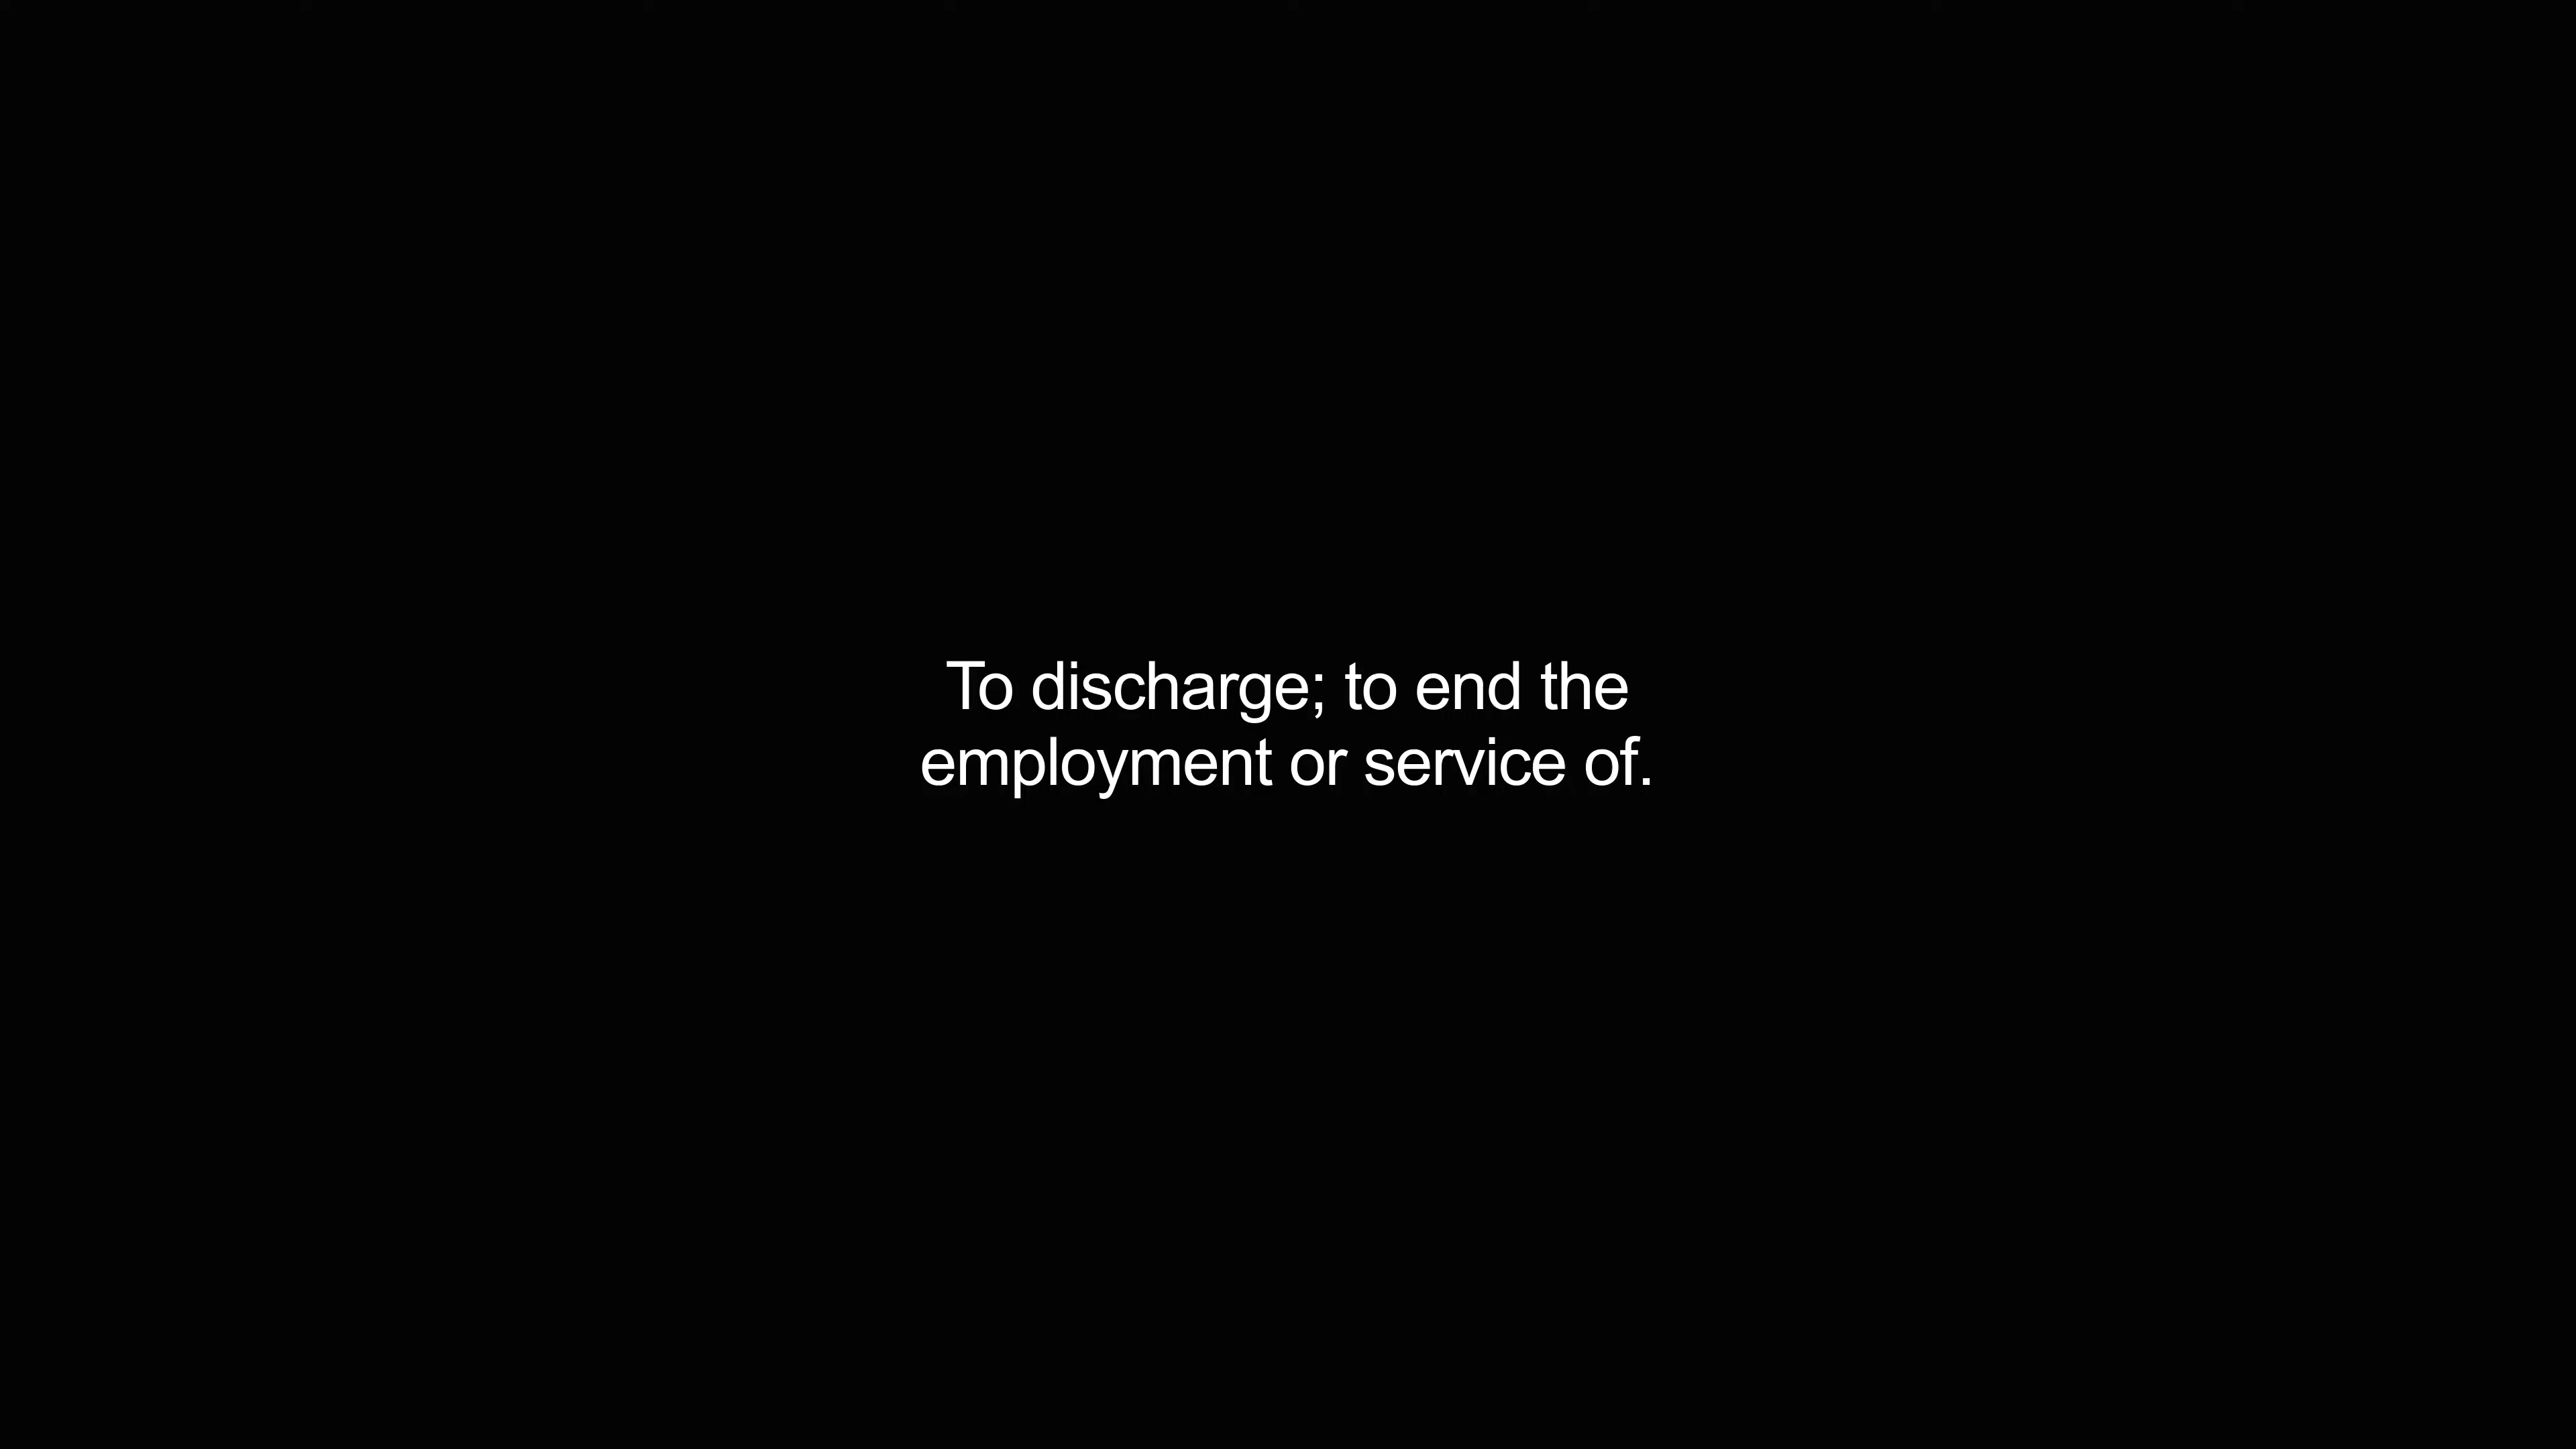 To discharge; to end the
employment or service of.